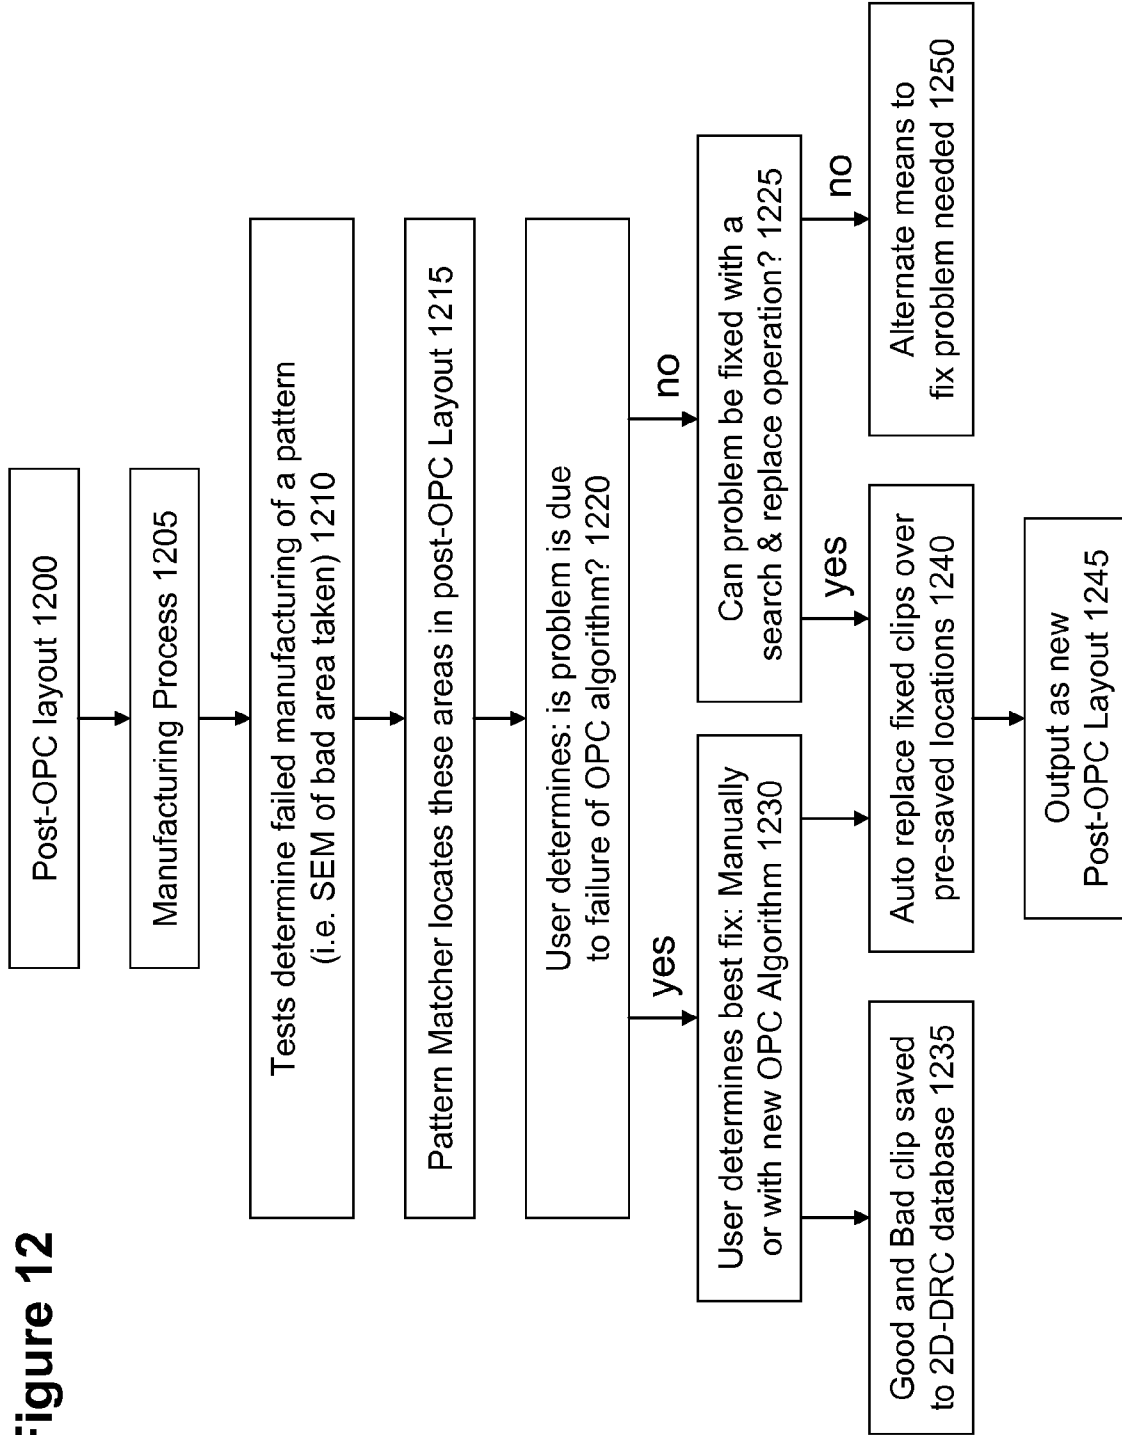 Figure 12
Post-OPC layout 1200
Manufacturing Process 1205
Tests determine failed manufacturing of a pattern
(i.e. SEM of bad area taken) 1210
Pattern Matcher locates these areas in post-OPC Layout 1215
User determines: is problem is due
to failure of OPC algorithm? 1220
yes
no
User determines best fix: Manually
or with new OPC Algorithm 1230
Can problem be fixed with a
search & replace operation? 1225
yes
no
Good and Bad clip saved
to 2D-DRC database 1235
Auto replace fixed clips over
pre-saved locations 1240
Alternate means to
fix problem needed 1250
Output as new
Post-OPC Layout 1245